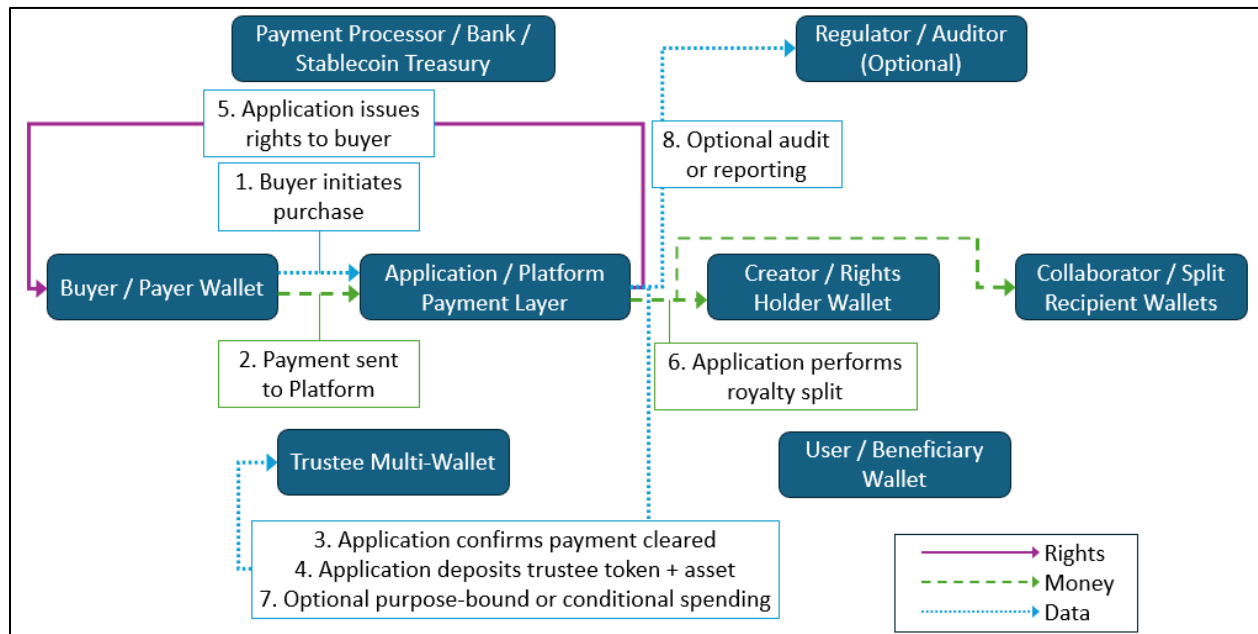 Payment Processor / Bank /
Stablecoin Treasury
Regulator / Auditor
(Optional)
5. Application issues
rights to buyer
8. Optional audit
or reporting
1. Buyer initiates
purchase
Buyer / Payer Wallet
Application / Platform
Payment Layer
Creator / Rights
Holder Wallet
Collaborator / Split
Recipient Wallets
2. Payment sent
to Platform
6. Application performs
royalty split
Trustee Multi-Wallet
User / Beneficiary
Wallet
3. Application confirms payment cleared
4. Application deposits trustee token + asset
7. Optional purpose-bound or conditional spending
Rights
Money
Data